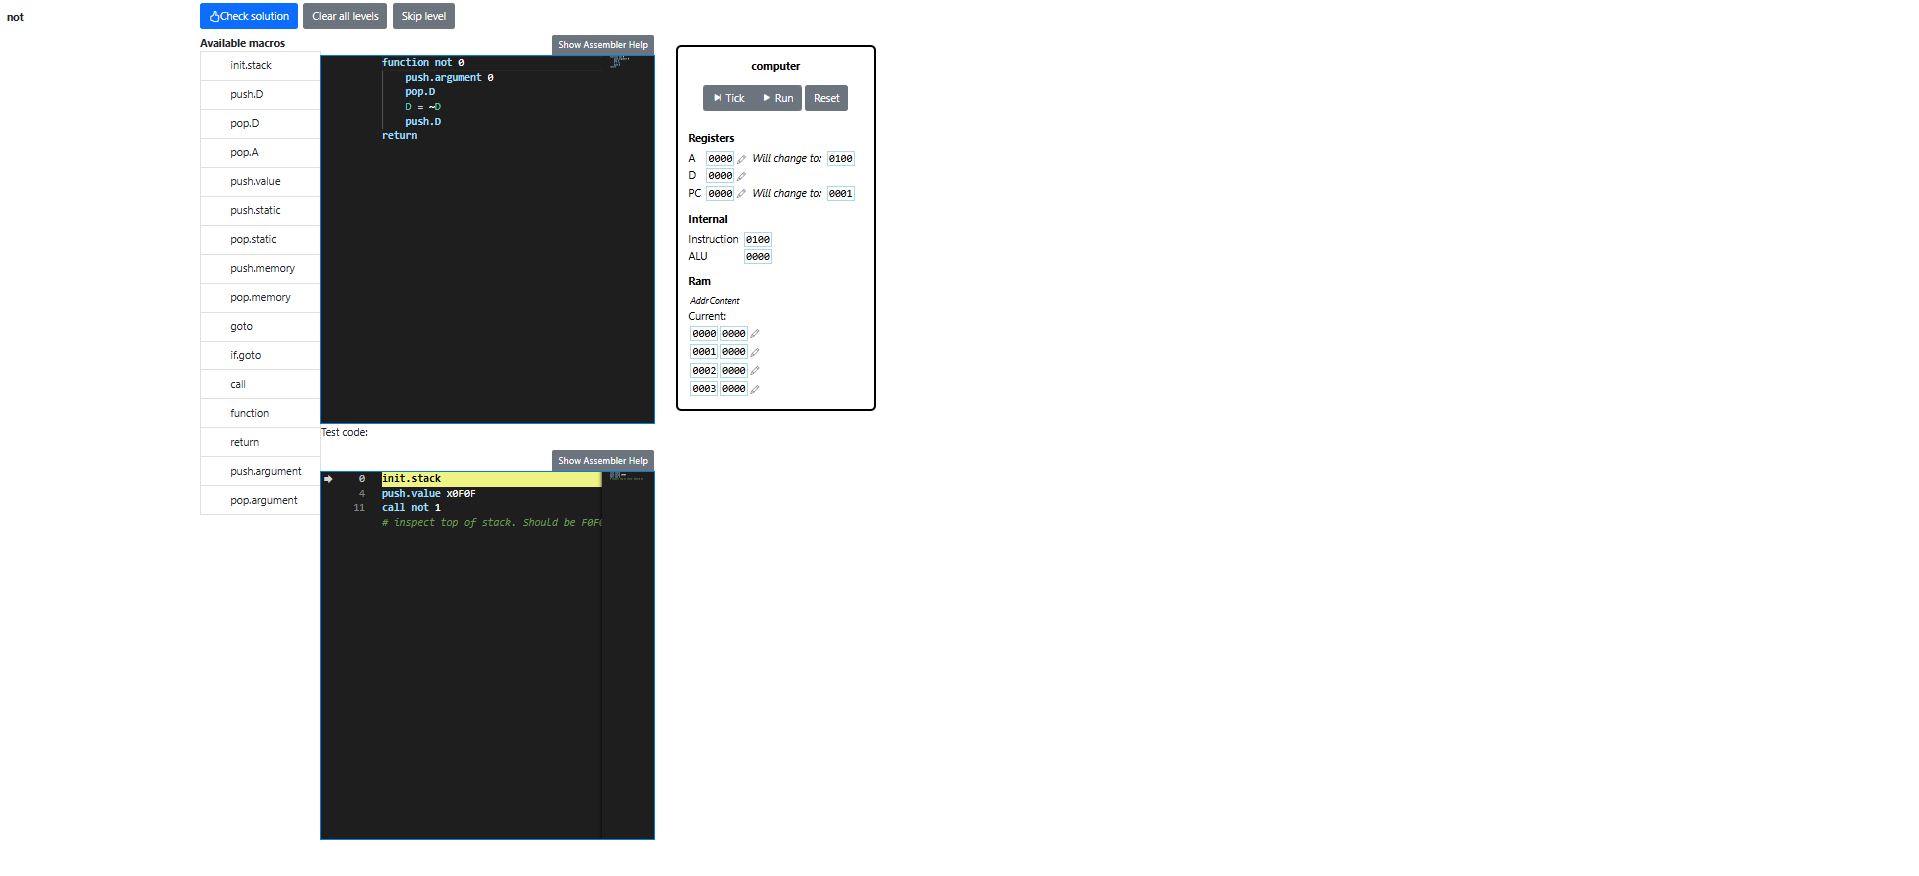 not
Check solution
Clear all levels
Skip level
Available macros
init.stack
push.D
pop.D
pop.A
push.value
push.static
pop.static
push.memory
pop.memory
goto
if.goto
call
function
return
push.argument
pop.argument
Show Assembler Help
function not 0
push.argument 0
pop.D
D = ~D
push.D
return
Test code:
Show Assembler Help
0 init.stack
4 push.value x0F0F
11 call not 1
# inspect top of stack. Should be F0F0
computer
Tick
Run
Reset
Registers
A 0000 Will change to: 0100
D 0000
PC 0000 Will change to: 0001
Internal
Instruction 0100
ALU 0000
Ram
Addr Content
Current:
0000 0000
0001 0000
0002 0000
0003 0000